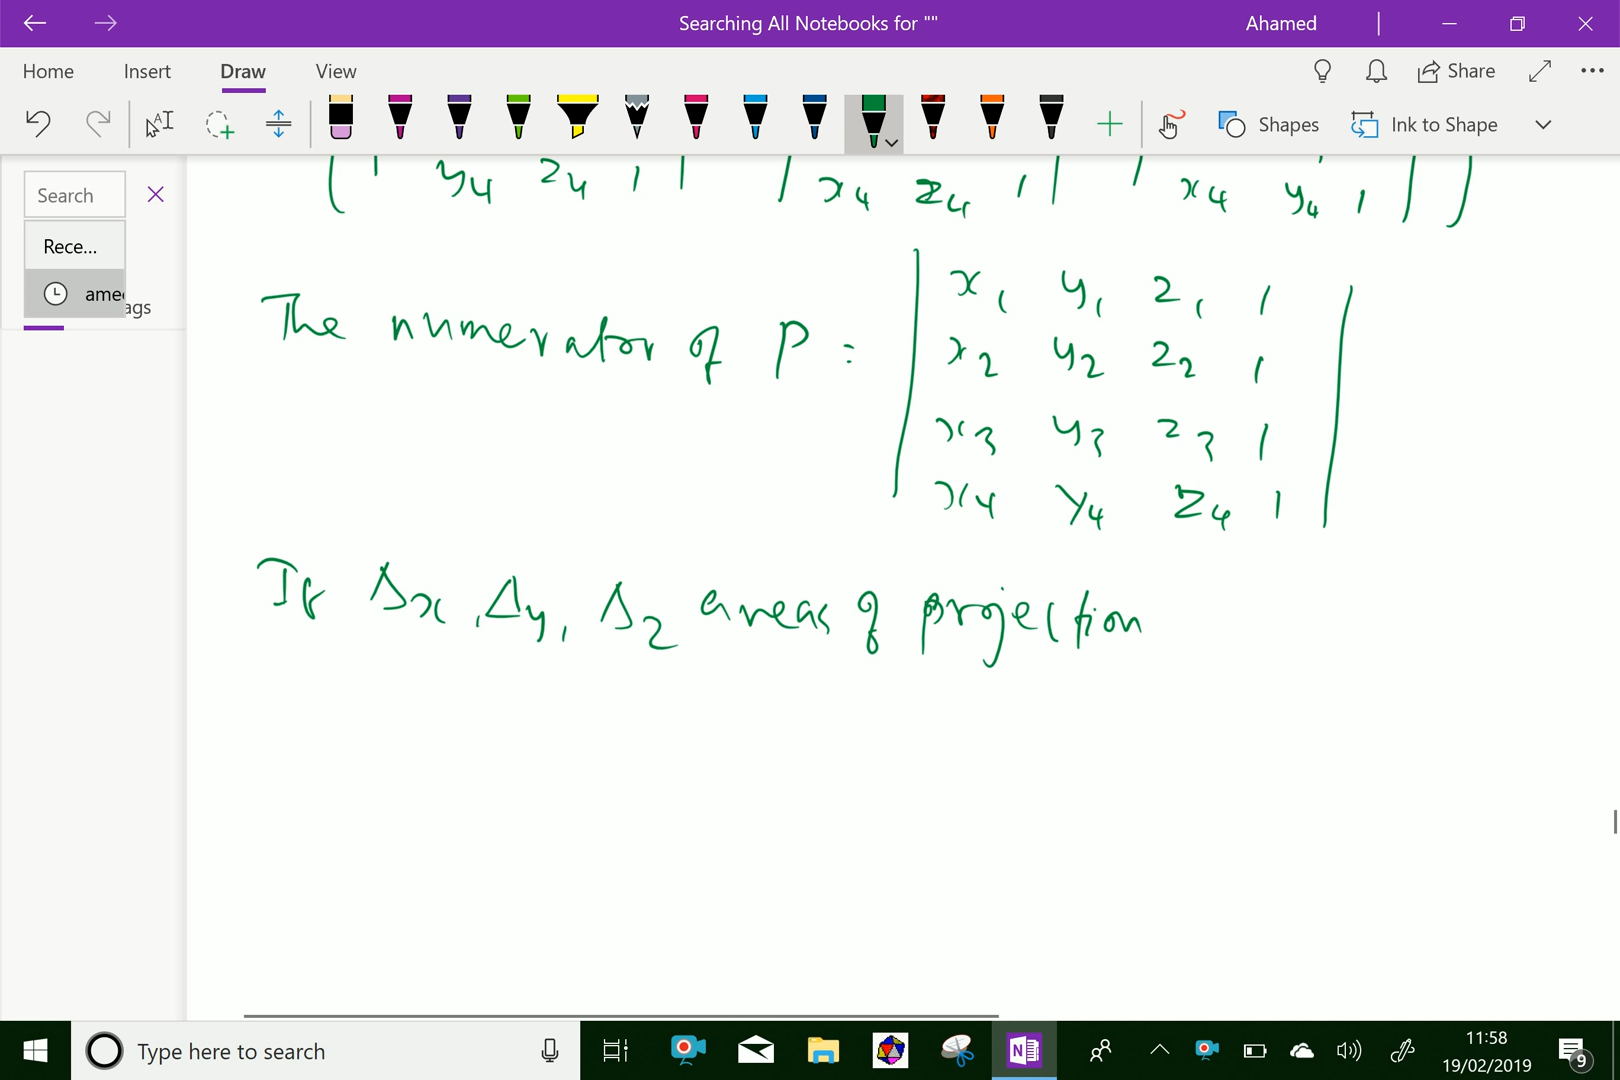 Searching All Notebooks for ""
Ahamed
Home Insert Draw View
Share
Shapes
Ink to Shape
Search
Rece...
ame
ags
y4 z4 1 | | x4 z4 1 | | x4 y4 1 |
The numerator of P = | x1 y1 z1 1 |
x2 y2 z2 1
x3 y3 z3 1
x4 y4 z4 1
If Δx, Δy, Δz areas of projection
Type here to search
11:58
19/02/2019
9